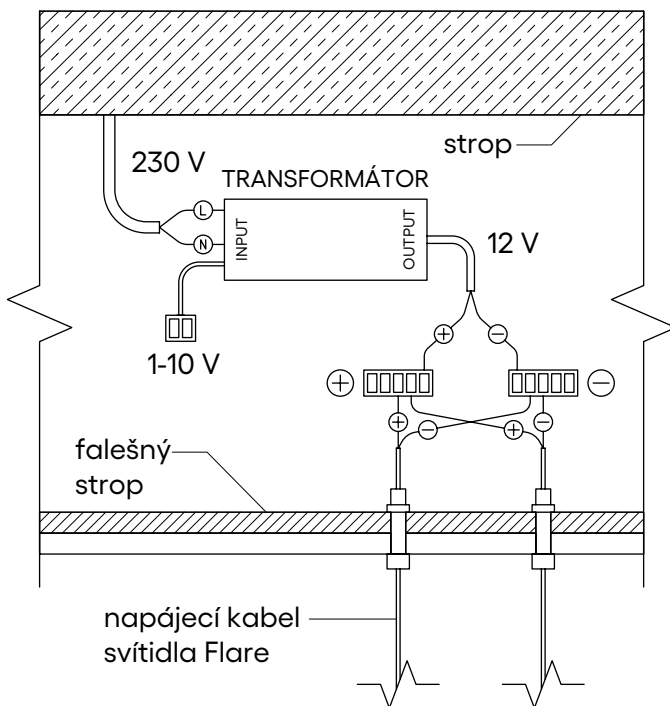 strop
230 V
TRANSFORMÁTOR
L
N
INPUT
OUTPUT
12 V
1-10 V
+
−
+
−
+
−
+
−
falešný
strop
napájecí kabel
svítidla Flare